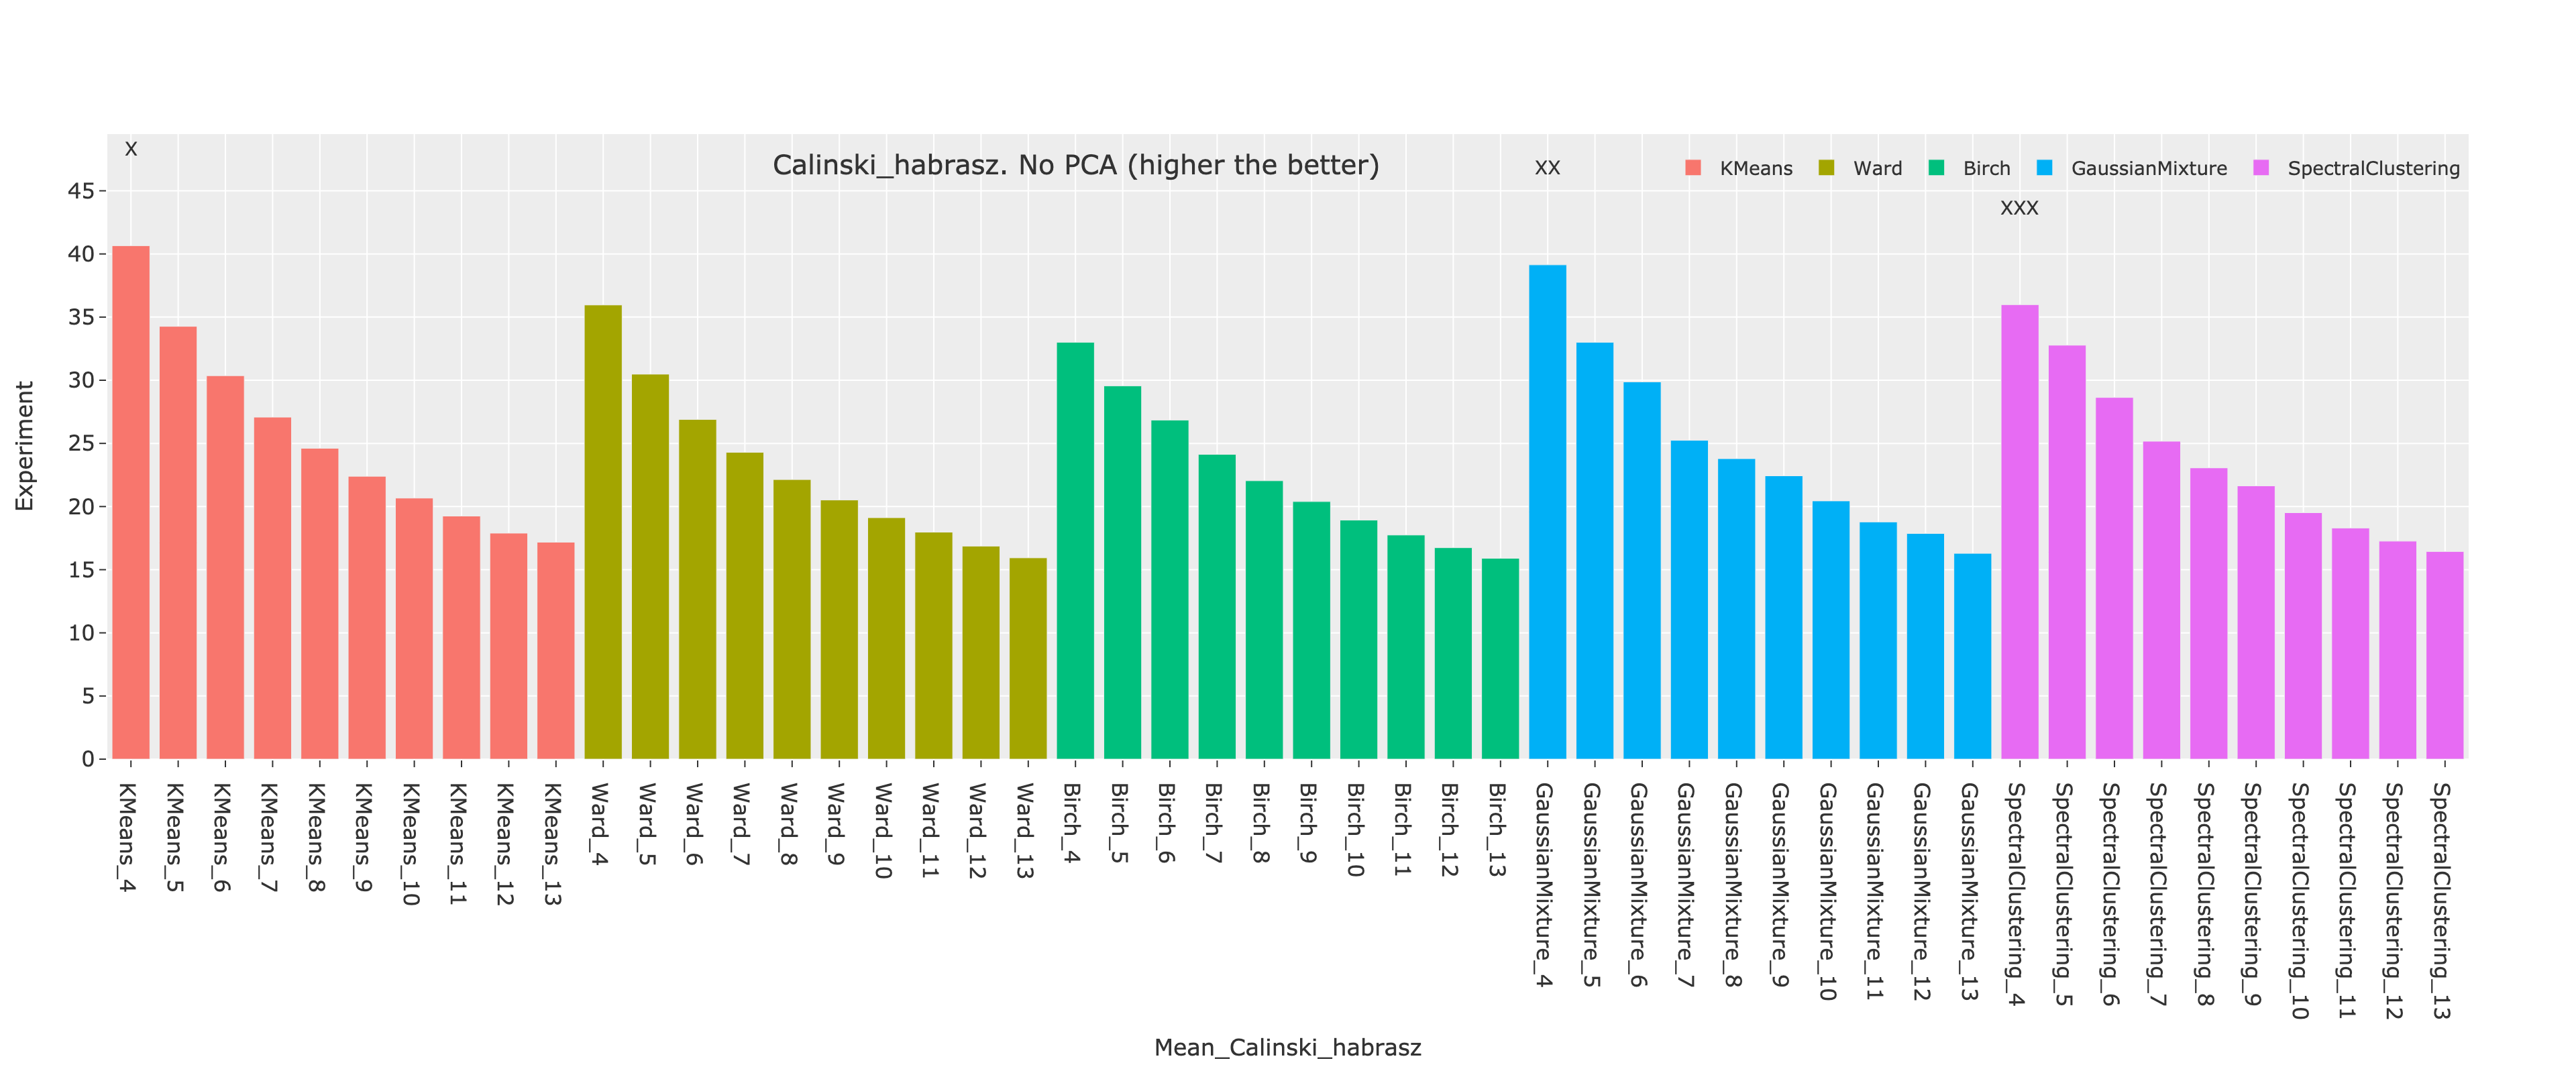 X
Calinski_habrasz. No PCA (higher the better)
XX
KMeans Ward Birch GaussianMixture SpectralClustering
XXX
45
40
35
30
25
20
15
10
5
0
Experiment
KMeans_4
KMeans_5
KMeans_6
KMeans_7
KMeans_8
KMeans_9
KMeans_10
KMeans_11
KMeans_12
KMeans_13
Ward_4
Ward_5
Ward_6
Ward_7
Ward_8
Ward_9
Ward_10
Ward_11
Ward_12
Ward_13
Birch_4
Birch_5
Birch_6
Birch_7
Birch_8
Birch_9
Birch_10
Birch_11
Birch_12
Birch_13
GaussianMixture_4
GaussianMixture_5
GaussianMixture_6
GaussianMixture_7
GaussianMixture_8
GaussianMixture_9
GaussianMixture_10
GaussianMixture_11
GaussianMixture_12
GaussianMixture_13
SpectralClustering_4
SpectralClustering_5
SpectralClustering_6
SpectralClustering_7
SpectralClustering_8
SpectralClustering_9
SpectralClustering_10
SpectralClustering_11
SpectralClustering_12
SpectralClustering_13
Mean_Calinski_habrasz